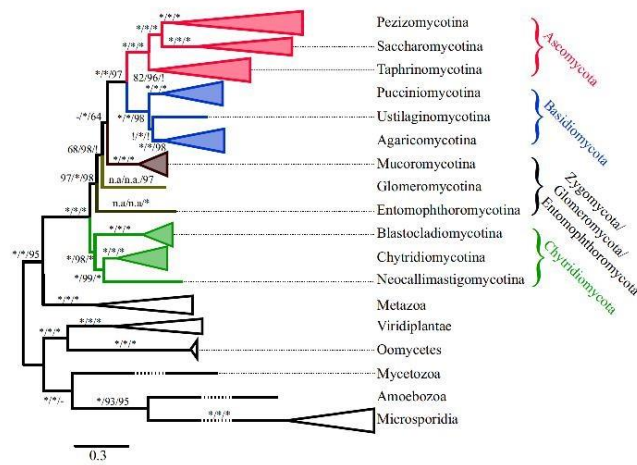 Pezizomycotina
Saccharomycotina
Taphrinomycotina
Pucciniomycotina
Ustilaginomycotina
Agaricomycotina
Mucoromycotina
Glomeromycotina
Entomophthoromycotina
Blastocladiomycotina
Chytridiomycotina
Neocallimastigomycotina
Metazoa
Viridiplantae
Oomycetes
Mycetozoa
Amoebozoa
Microsporidia
Ascomycota
Basidiomycota
Zygomycota/
Glomeromycota/
Entomophthoromycota
Chytridiomycota
*/*/*
*/*/*
*/*/*
*/*/*
*/*/97
82/96/!
*/*/*
*/*/98
-/*/64
!/*/!
*/*/98
68/98/!
*/*/*
97/*/98
n.a/n.a./97
n.a/n.a/*
*/*/*
*/*/*
*/*/95
*/98/*
*/*/*
*/99/*
*/*/*
*/*/*
*/*/*
*/*/*
*/*/-
*/93/95
*/*/*
0.3